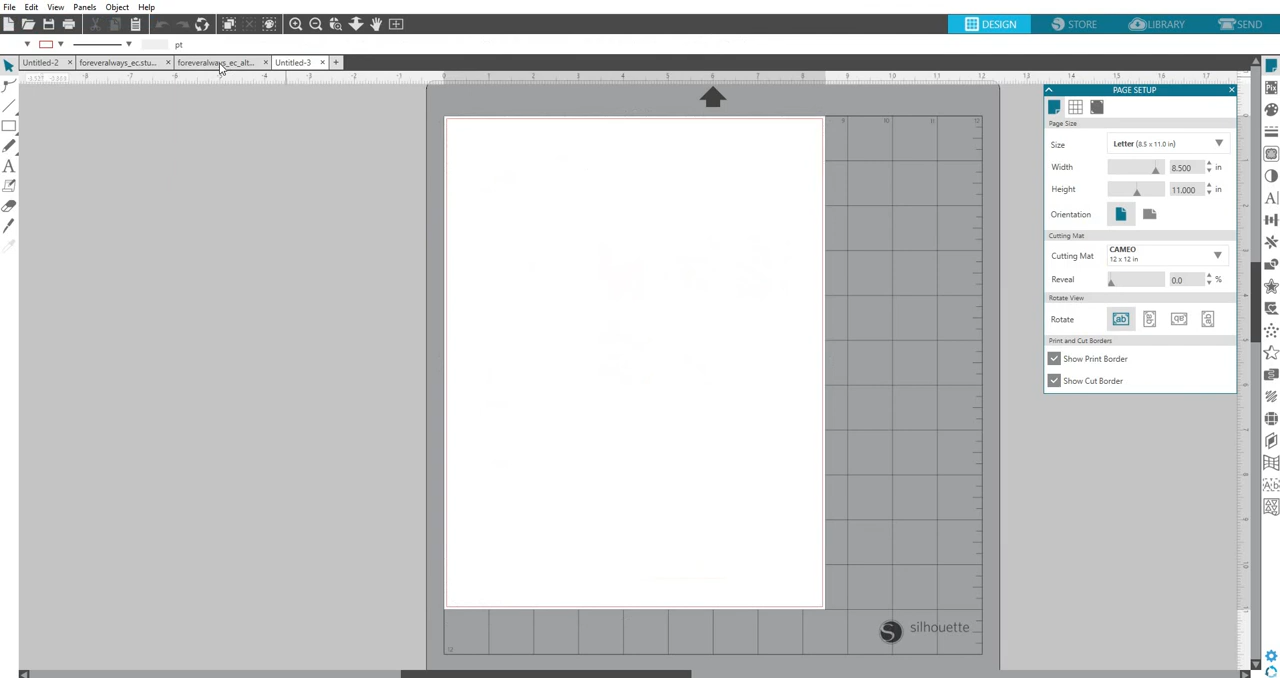 File Edit View Panels Object Help
DESIGN STORE LIBRARY SEND
pt
Untitled-2 × foreveralways_ec.stu... × foreveralways_ec_alt... × Untitled-3 × +
PAGE SETUP
Page Size
Size Letter (8.5 x 11.0 in)
Width 8.500 in
Height 11.000 in
Orientation
Cutting Mat
Cutting Mat CAMEO
12 x 12 in
Reveal 0.0 %
Rotate View
Rotate
Print and Cut Borders
Show Print Border
Show Cut Border
silhouette